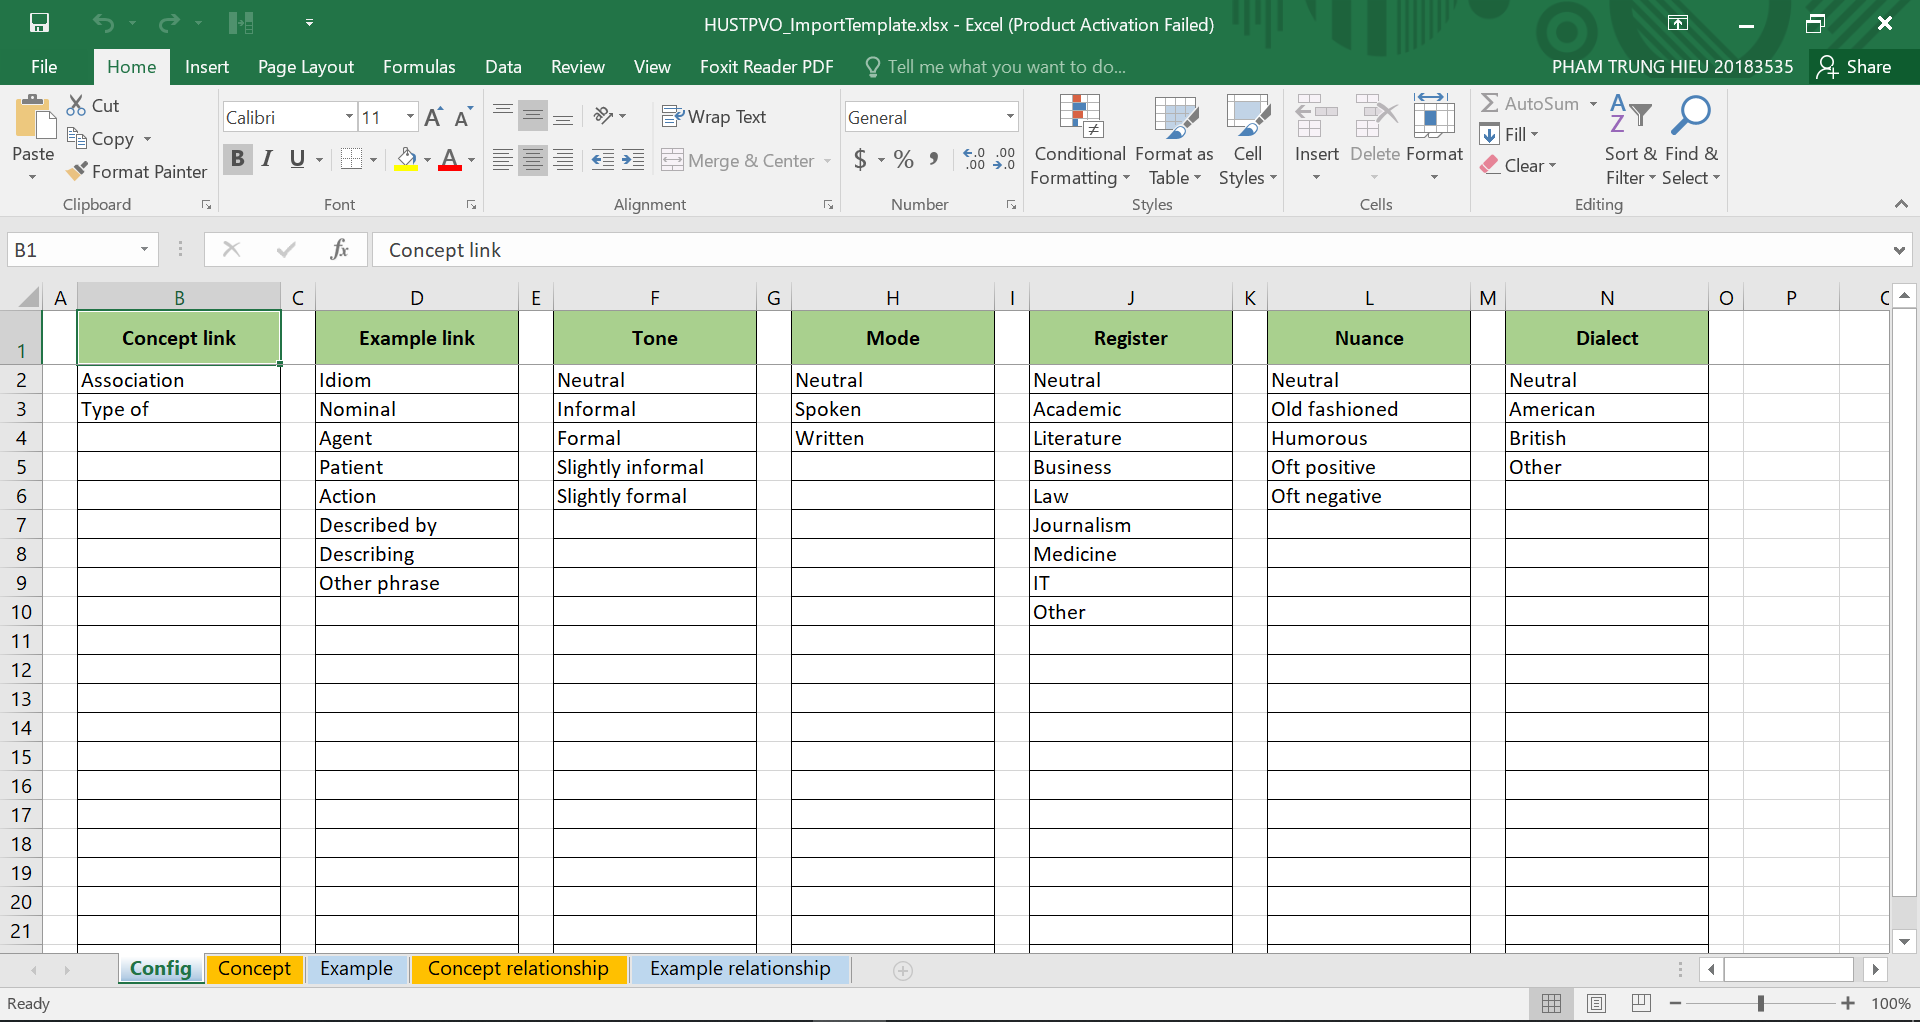 HUSTPVO_ImportTemplate.xlsx - Excel (Product Activation Failed)
File Home Insert Page Layout Formulas Data Review View Foxit Reader PDF Tell me what you want to do... PHAM TRUNG HIEU 20183535 Share
Paste Cut Copy Format Painter
Clipboard
Calibri 11
B I U
Font
Wrap Text
Merge & Center
Alignment
General
$ % , .0 .00 .00 .0
Number
Conditional Formatting Format as Table Cell Styles
Styles
Insert Delete Format
Cells
AutoSum
Fill
Clear
Sort & Filter Find & Select
Editing
B1 fx Concept link
A B C D E F G H I J K L M N O P
1 Concept link Example link Tone Mode Register Nuance Dialect
2 Association Idiom Neutral Neutral Neutral Neutral Neutral
3 Type of Nominal Informal Spoken Academic Old fashioned American
4 Agent Formal Written Literature Humorous British
5 Patient Slightly informal Business Oft positive Other
6 Action Slightly formal Law Oft negative
7 Described by Journalism
8 Describing Medicine
9 Other phrase IT
10 Other
11
12
13
14
15
16
17
18
19
20
21
Config Concept Example Concept relationship Example relationship
Ready 100%